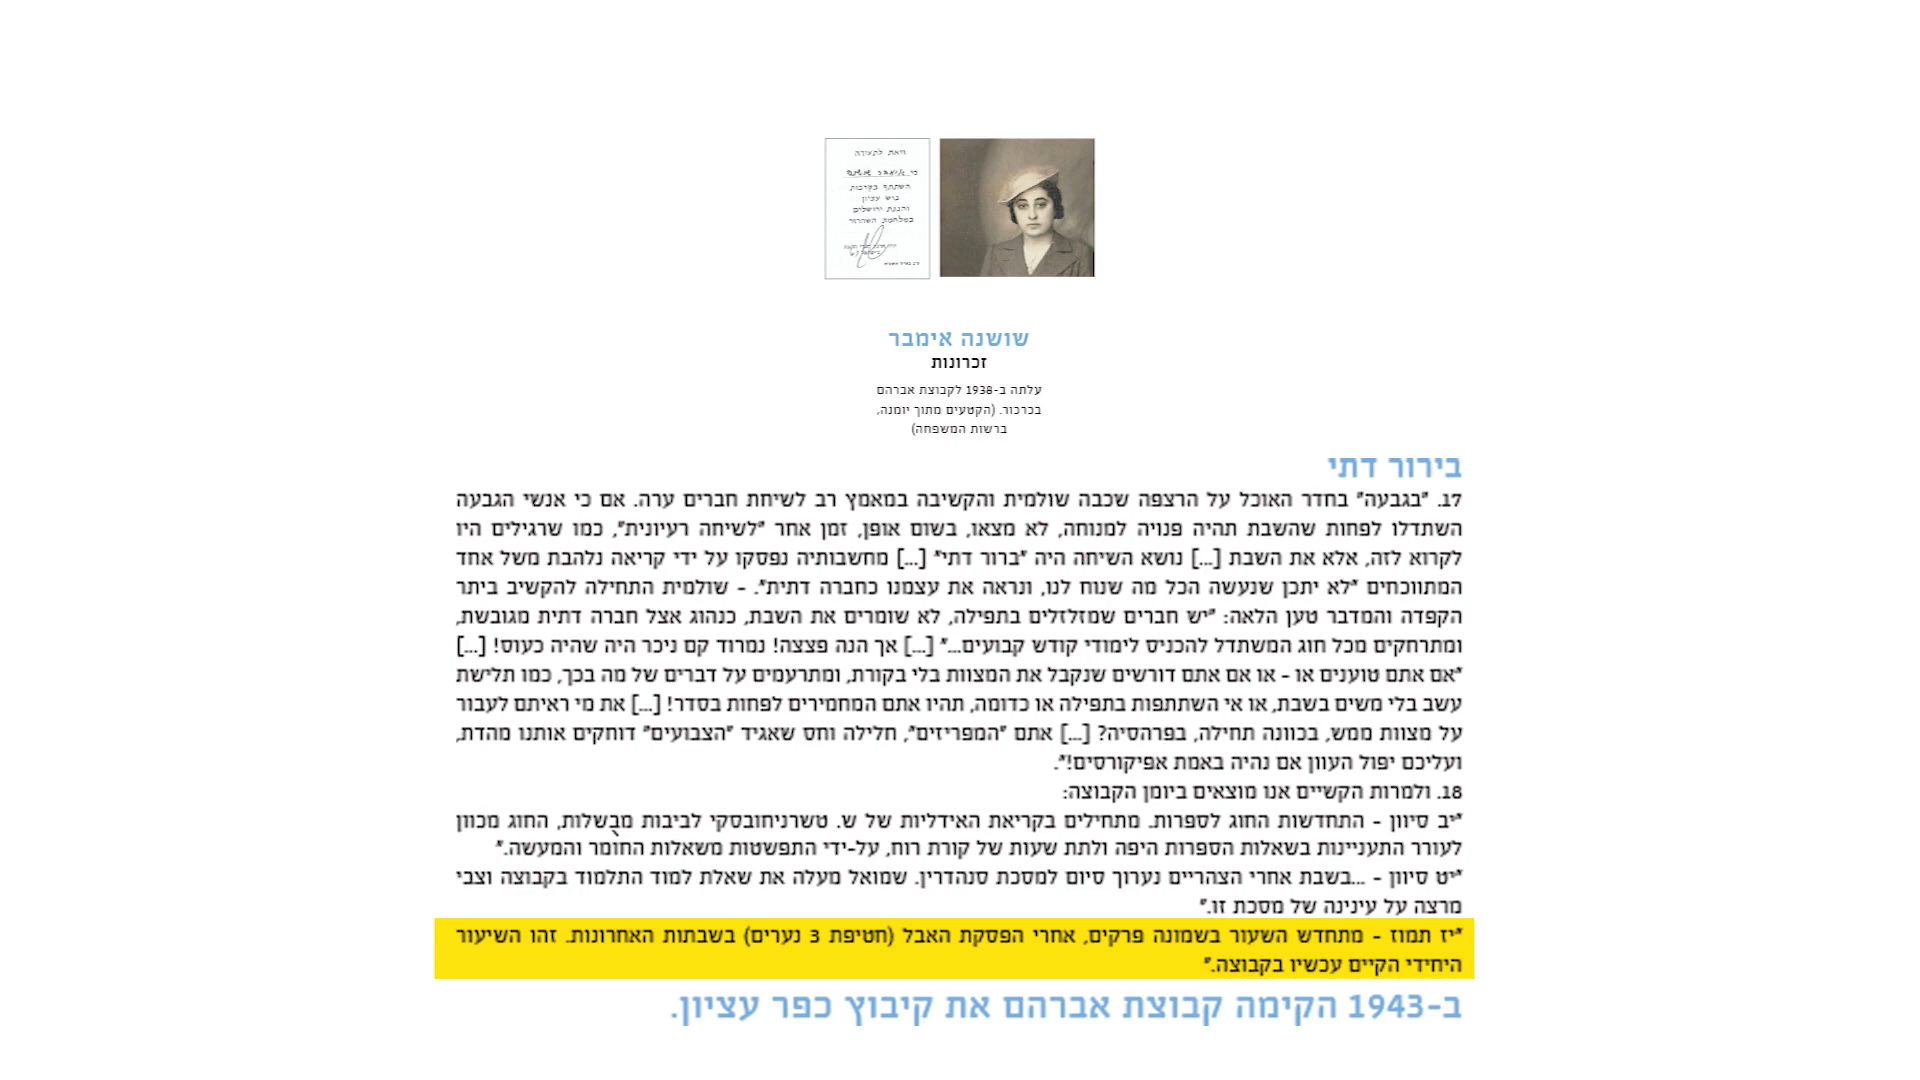 וזאת לתעודה
כי אימבר שושנה
השתתף בקרבות
גוש עציון
והגנת ירושלים
במלחמת השחרור
שושנה אימבר
זכרונות
עלתה ב-1938 לקבוצת אברהם
בכרכור. (הקטעים מתוך יומנה,
ברשות המשפחה)
בירור דתי
17. "בגבעה" בחדר האוכל על הרצפה שכבה שולמית והקשיבה במאמץ רב לשיחת חברים ערה. אם כי אנשי הגבעה
השתדלו לפחות שהשבת תהיה פנויה למנוחה, לא מצאו, בשום אופן, זמן אחר "לשיחה רעיונית", כמו שרגילים היו
לקרוא לזה, אלא את השבת [...] נושא השיחה היה "ברור דתי" [...] מחשבותיה נפסקו על ידי קריאה נלהבת משל אחד
המתווכחים "לא יתכן שנעשה הכל מה שנוח לנו, ונראה את עצמנו כחברה דתית". - שולמית התחילה להקשיב ביתר
הקפדה והמדבר טען הלאה: "יש חברים שמזלזלים בתפילה, לא שומרים את השבת, כנהוג אצל חברה דתית מגובשת,
ומתרחקים מכל חוג המשתדל להכניס לימודי קודש קבועים..." [...] אך הנה פצצה! נמרוד קם ניכר היה שהיה כעוס! [...]
"אם אתם טוענים או - או אם אתם דורשים שנקבל את המצוות בלי בקורת, ומתרעמים על דברים של מה בכך, כמו תלישת
עשב בלי משים בשבת, או אי השתתפות בתפילה או כדומה, תהיו אתם המחמירים לפחות בסדר! [...] את מי ראיתם לעבור
על מצוות ממש, בכוונה תחילה, בפרהסיה? [...] אתם "המפריזים", חלילה וחס שאגיד "הצבועים" דוחקים אותנו מהדת,
ועליכם יפול העוון אם נהיה באמת אפיקורסים!".
18. ולמרות הקשיים אנו מוצאים ביומן הקבוצה:
"יב סיוון - התחדשות החוג לספרות. מתחילים בקריאת האידליות של ש. טשרניחובסקי לביבות מבשלות, החוג מכוון
לעורר התעניינות בשאלות הספרות היפה ולתת שעות של קורת רוח, על-ידי התפשטות משאלות החומר והמעשה."
"יט סיוון - ...בשבת אחרי הצהריים נערוך סיום למסכת סנהדרין. שמואל מעלה את שאלת למוד התלמוד בקבוצה וצבי
מרצה על עינינה של מסכת זו."
"יז תמוז - מתחדש השעור בשמונה פרקים, אחרי הפסקת האבל (חטיפת 3 נערים) בשבתות האחרונות. זהו השיעור
היחידי הקיים עכשיו בקבוצה."
ב-1943 הקימה קבוצת אברהם את קיבוץ כפר עציון.